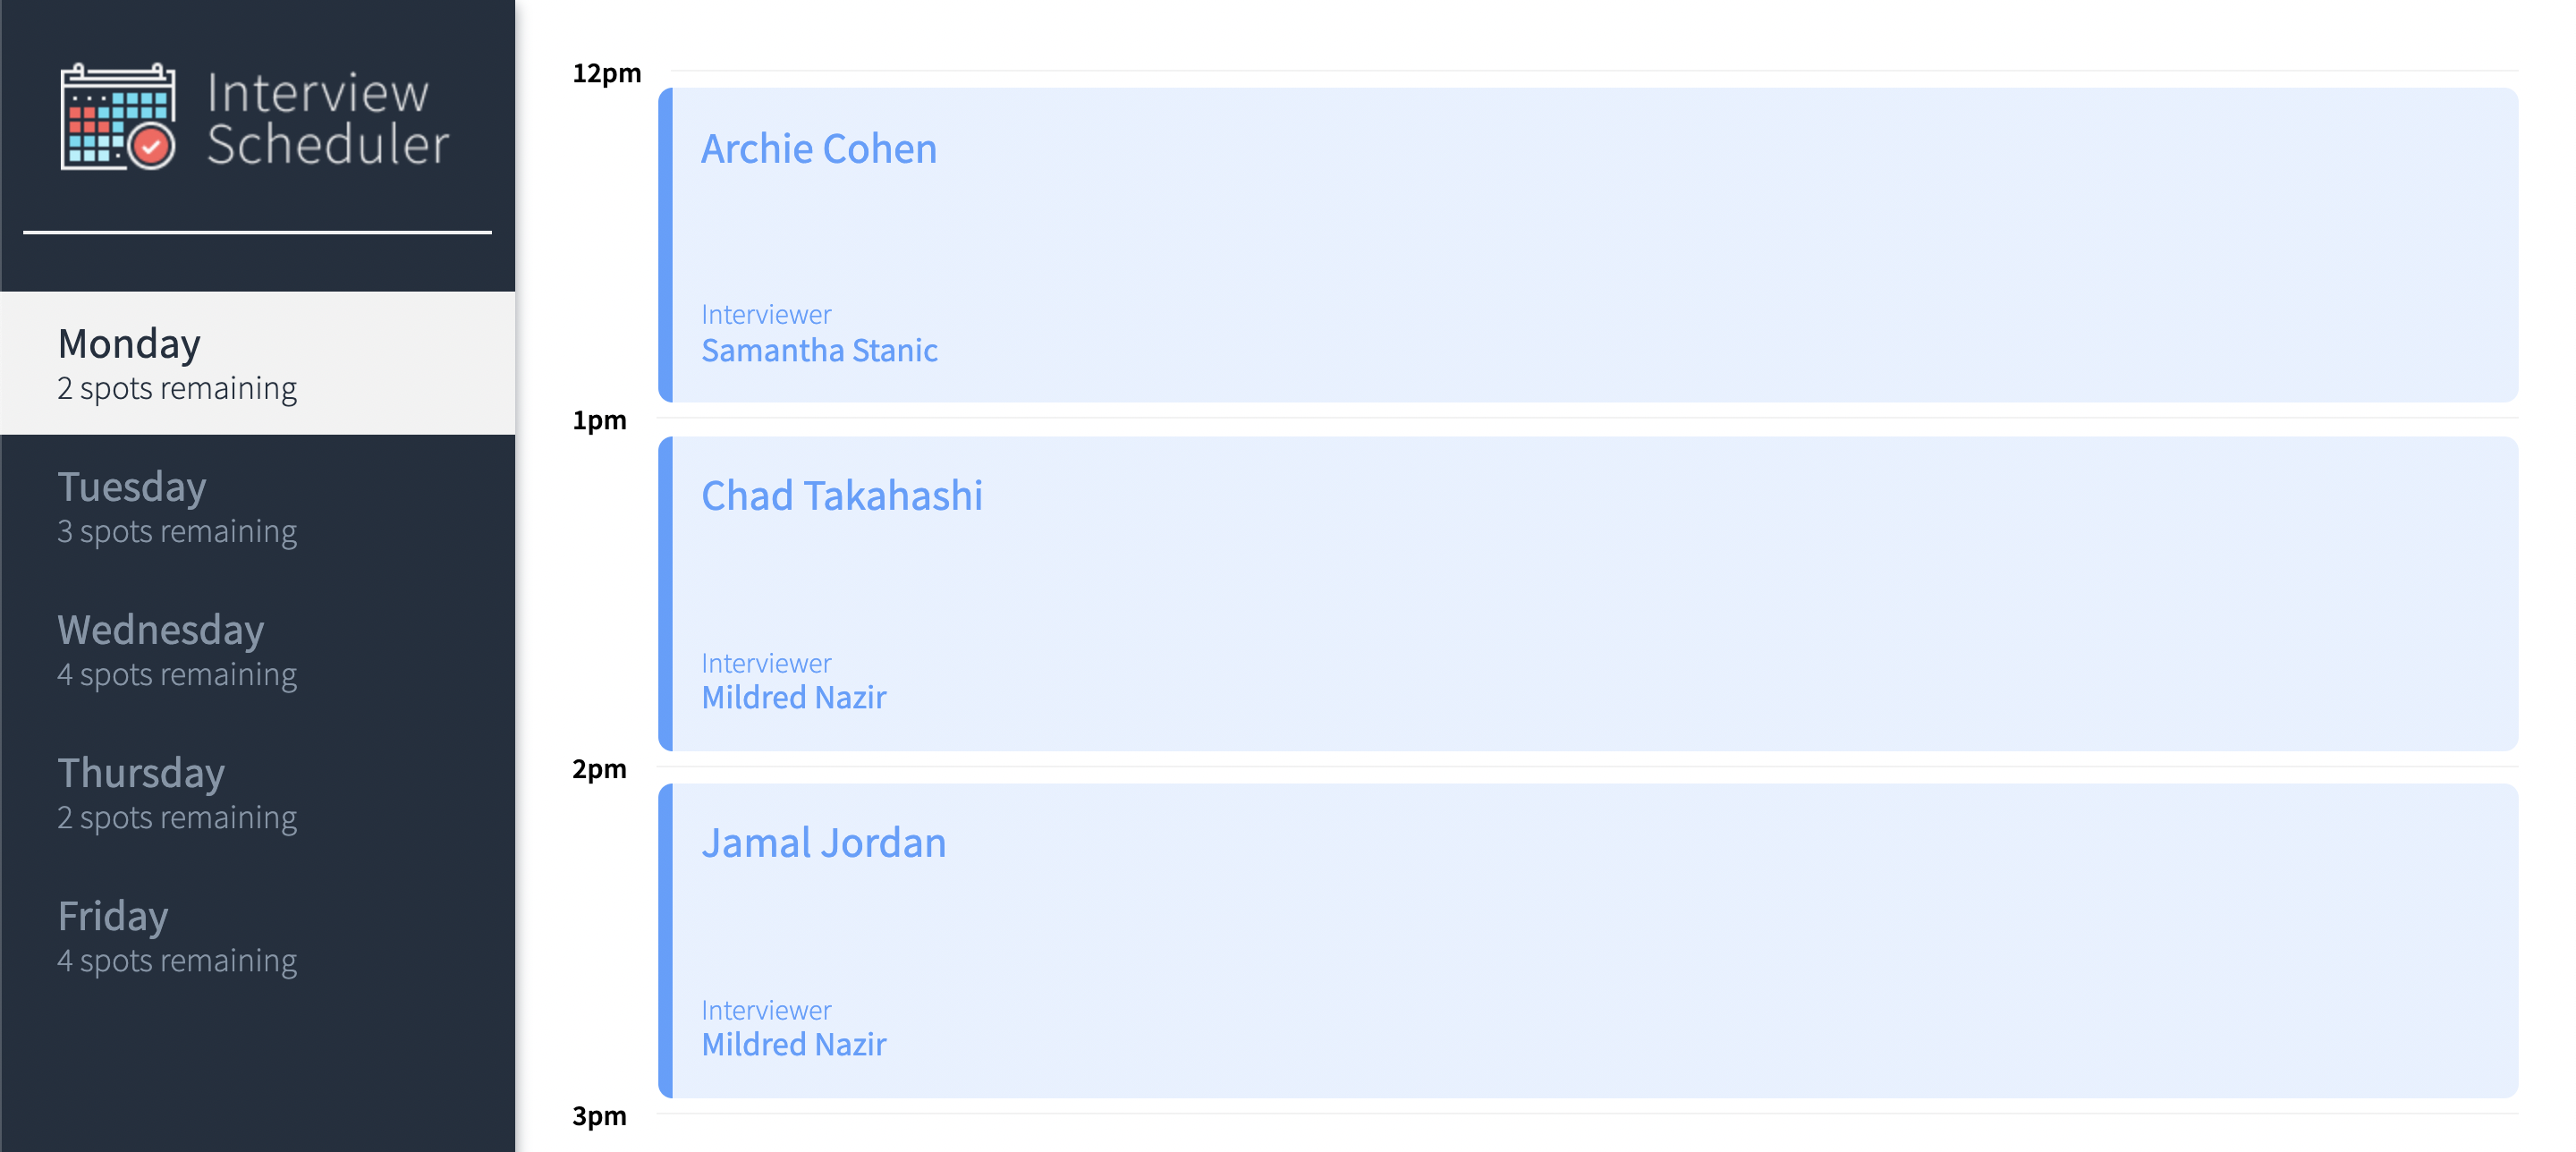 Interview
Scheduler
Monday
2 spots remaining
Tuesday
3 spots remaining
Wednesday
4 spots remaining
Thursday
2 spots remaining
Friday
4 spots remaining
12pm
Archie Cohen
Interviewer
Samantha Stanic
1pm
Chad Takahashi
Interviewer
Mildred Nazir
2pm
Jamal Jordan
Interviewer
Mildred Nazir
3pm